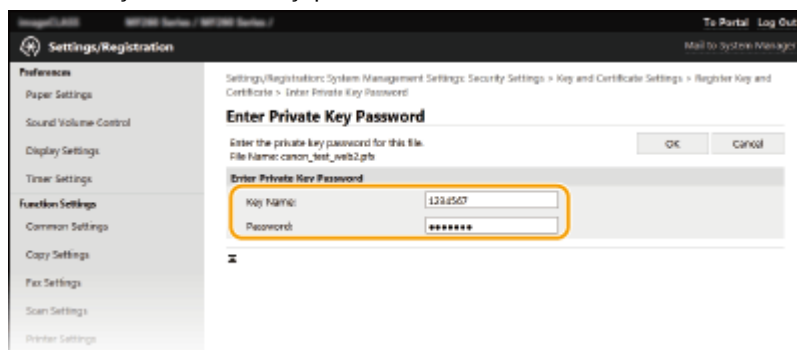 To Portal Log Out
Settings/Registration
Mail to System Manager
Preferences
Paper Settings
Sound Volume Control
Display Settings
Timer Settings
Function Settings
Common Settings
Copy Settings
Fax Settings
Scan Settings
Printer Settings
Settings/Registration: System Management Settings: Security Settings > Key and Certificate Settings > Register Key and
Certificate > Enter Private Key Password
Enter Private Key Password
Enter the private key password for this file.
File Name: canon_test_web2.pfx
OK Cancel
Enter Private Key Password
Key Name: 1234567
Password: •••••••